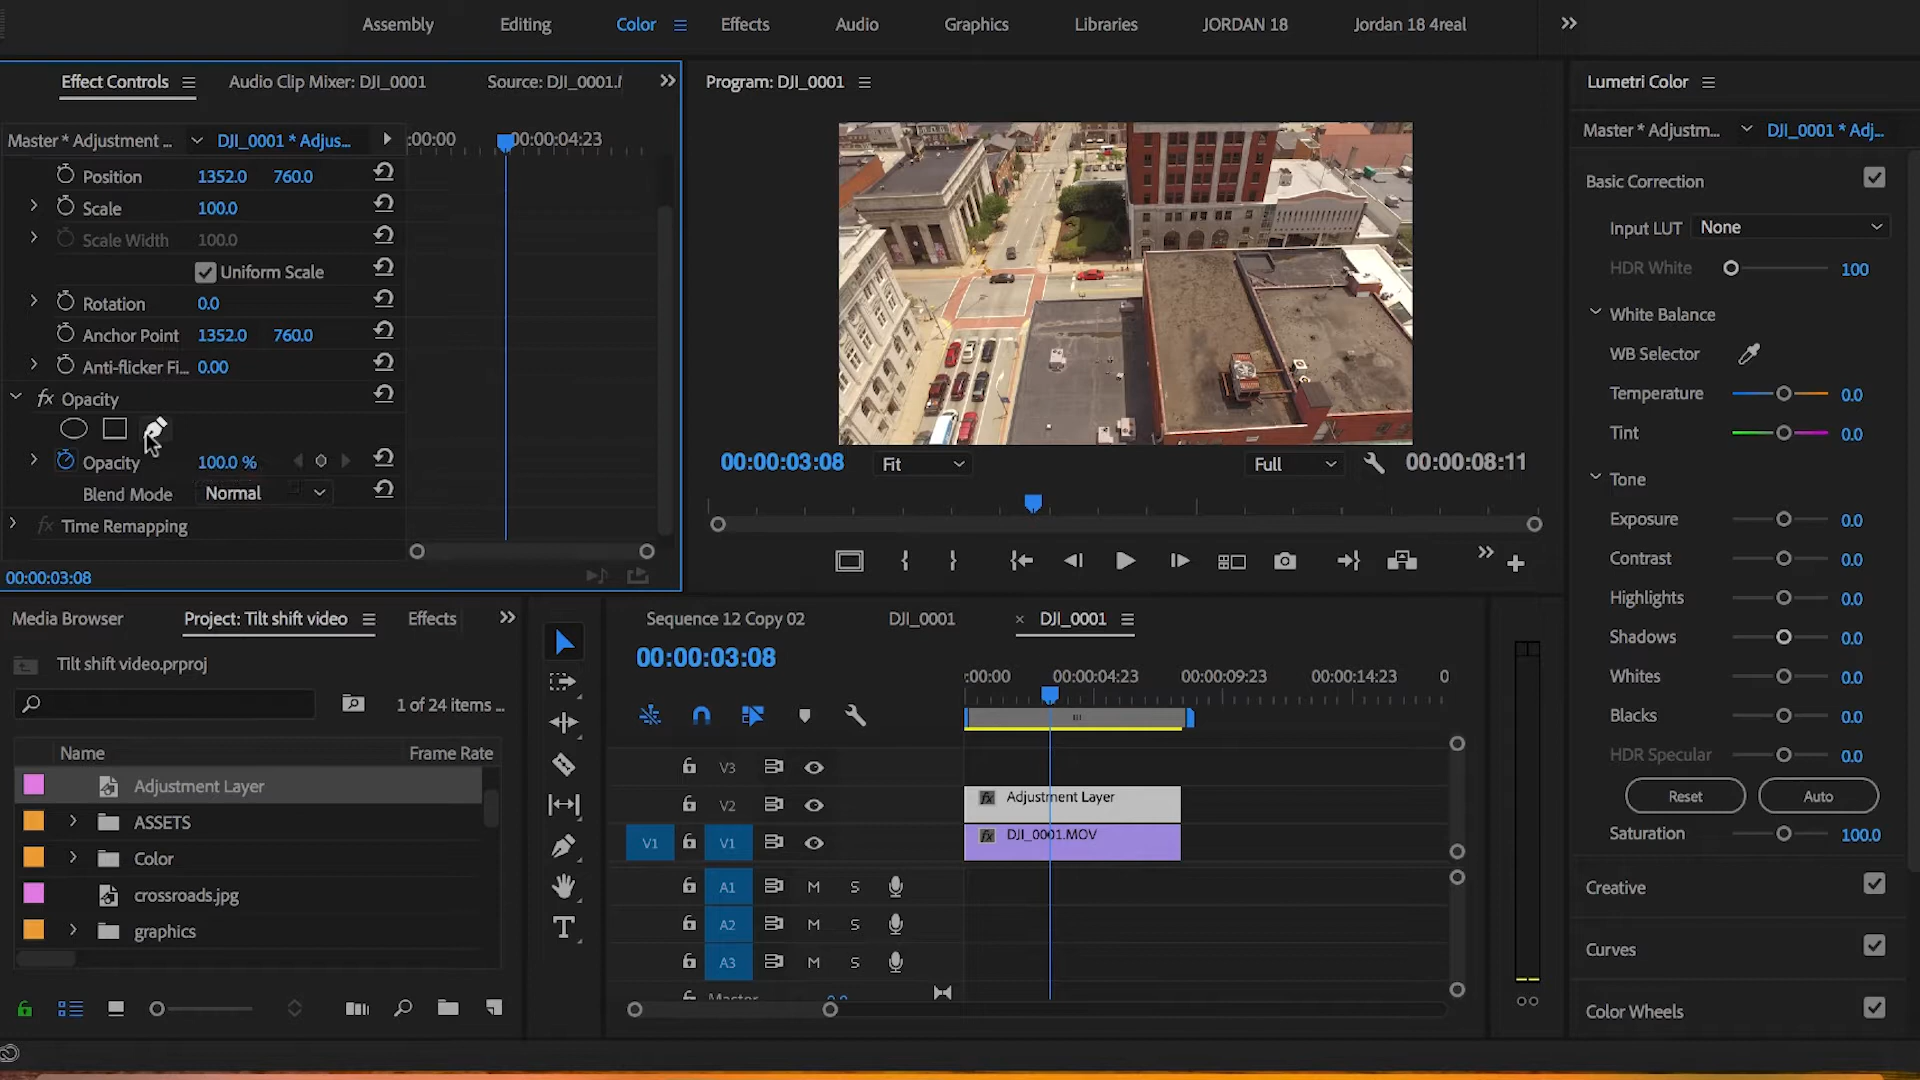 Assembly
Editing
Color
Effects
Audio
Graphics
Libraries
JORDAN 18
Jordan 18 4real
Effect Controls
Audio Clip Mixer: DJI_0001
Source: DJI_0001.
Program: DJI_0001
Lumetri Color
Master * Adjustment ...
DJI_0001 * Adjus...
:00:00
00:00:04:23
Position
1352.0
760.0
Scale
100.0
Scale Width
100.0
Uniform Scale
Rotation
0.0
Anchor Point
1352.0
760.0
Anti-flicker Fi...
0.00
fx Opacity
Opacity
100.0 %
Blend Mode
Normal
fx Time Remapping
00:00:03:08
00:00:03:08
Fit
Full
00:00:08:11
Master * Adjustm...
DJI_0001 * Adj...
Basic Correction
Input LUT
None
HDR White
100
White Balance
WB Selector
Temperature
0.0
Tint
0.0
Tone
Exposure
0.0
Contrast
0.0
Highlights
0.0
Shadows
0.0
Whites
0.0
Blacks
0.0
HDR Specular
0.0
Reset
Auto
Saturation
100.0
Creative
Curves
Color Wheels
Media Browser
Project: Tilt shift video
Effects
Tilt shift video.prproj
1 of 24 items ...
Name
Frame Rate
Adjustment Layer
ASSETS
Color
crossroads.jpg
graphics
Sequence 12 Copy 02
DJI_0001
× DJI_0001
00:00:03:08
:00:00
00:00:04:23
00:00:09:23
00:00:14:23
0
V3
V2
fx Adjustment Layer
V1
V1
fx DJI_0001.MOV
A1
M
S
A2
M
S
A3
M
S
Master
0.0
T